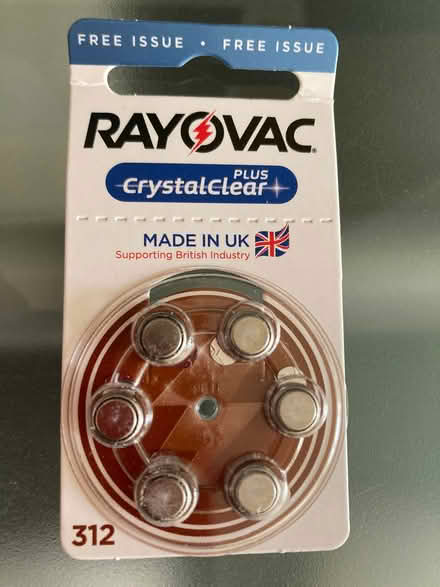 FREE ISSUE • FREE ISSUE
RAYOVAC®
PLUS
CrystalClear
MADE IN UK
Supporting British Industry
312